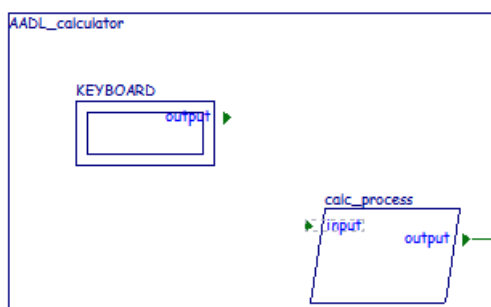 AADL_calculator
KEYBOARD
output
calc_process
input
output